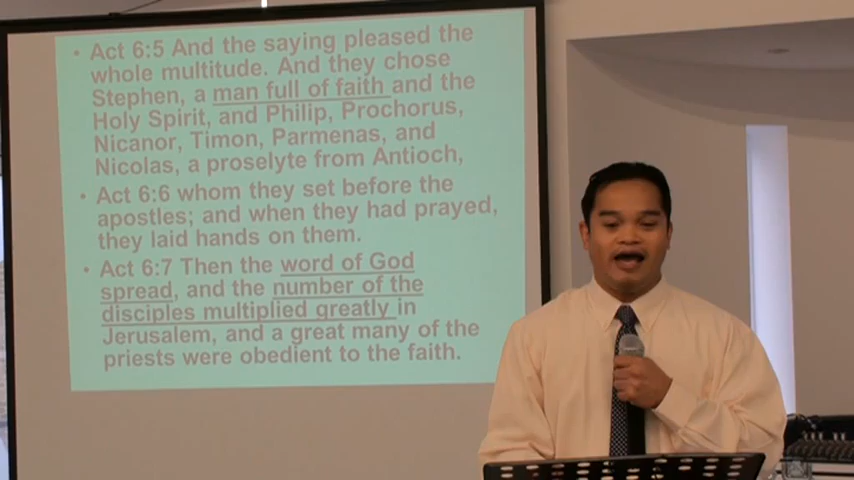 • Act 6:5 And the saying pleased the
whole multitude. And they chose
Stephen, a man full of faith and the
Holy Spirit, and Philip, Prochorus,
Nicanor, Timon, Parmenas, and
Nicolas, a proselyte from Antioch,
• Act 6:6 whom they set before the
apostles; and when they had prayed,
they laid hands on them.
• Act 6:7 Then the word of God
spread, and the number of the
disciples multiplied greatly in
Jerusalem, and a great many of the
priests were obedient to the faith.